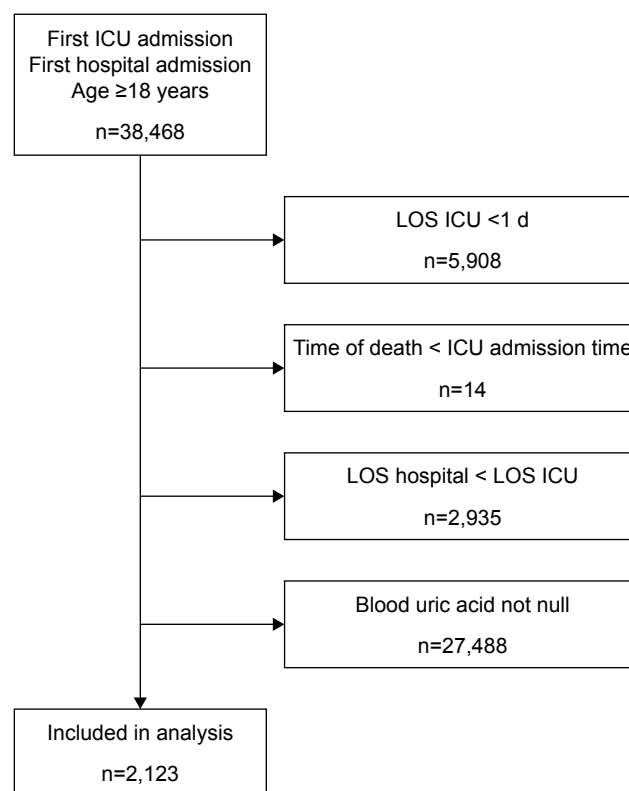 First ICU admission
First hospital admission
Age ≥18 years
n=38,468
LOS ICU <1 d
n=5,908
Time of death < ICU admission time
n=14
LOS hospital < LOS ICU
n=2,935
Blood uric acid not null
n=27,488
Included in analysis
n=2,123